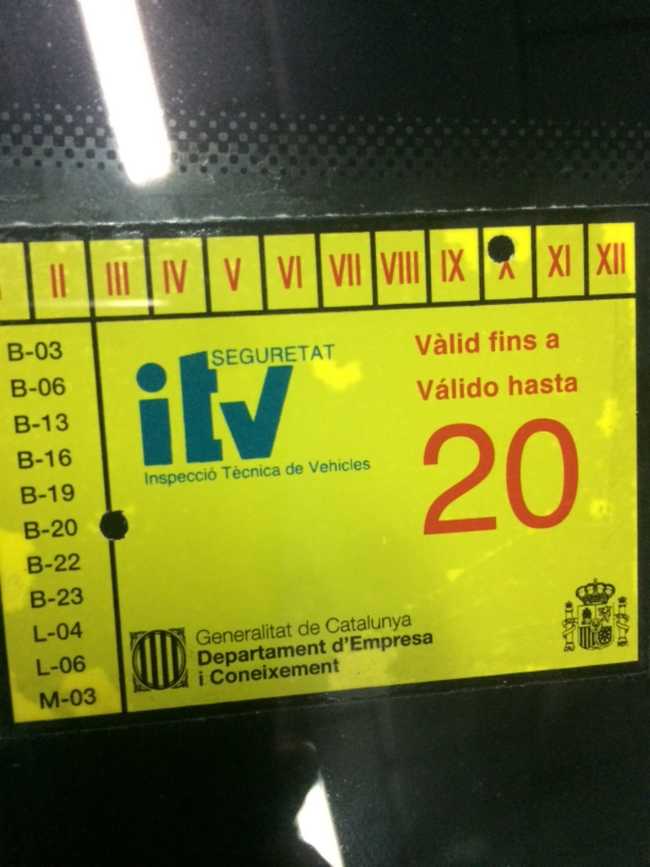 II III IV V VI VII VIII IX X XI XII
B-03
B-06
B-13
B-16
B-19
B-20
B-22
B-23
L-04
L-06
M-03
SEGURETAT
itv
Inspecció Tècnica de Vehicles
Vàlid fins a
Válido hasta
20
Generalitat de Catalunya
Departament d'Empresa
i Coneixement